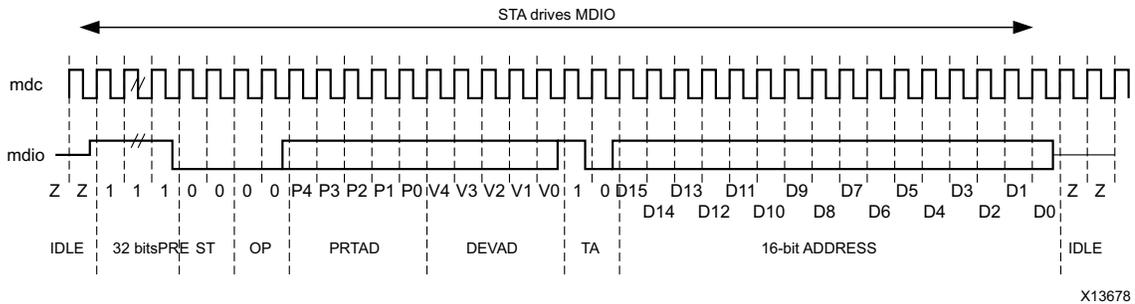 STA drives MDIO
mdc
mdio
Z Z 1 1 1 0 0 0 0 P4 P3 P2 P1 P0 V4 V3 V2 V1 V0 1 0 D15 D13 D11 D9 D7 D5 D3 D1 Z Z
D14 D12 D10 D8 D6 D4 D2 D0
IDLE 32 bitsPRE ST OP PRTAD DEVAD TA 16-bit ADDRESS IDLE
X13678